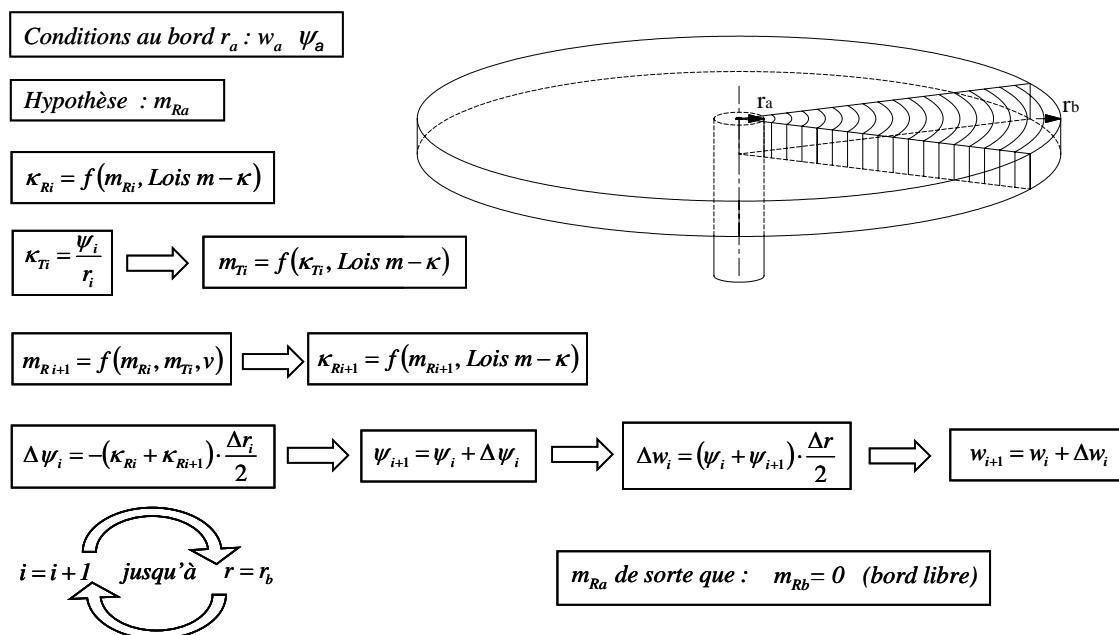 Conditions au bord r_a : w_a ψ_a
Hypothèse : m_Ra
r_a
r_b
κ_Ri = f(m_Ri, Lois m − κ)
κ_Ti = ψ_i / r_i
m_Ti = f(κ_Ti, Lois m − κ)
m_Ri+1 = f(m_Ri, m_Ti, v)
κ_Ri+1 = f(m_Ri+1, Lois m − κ)
Δψ_i = −(κ_Ri + κ_Ri+1) · Δr_i / 2
ψ_i+1 = ψ_i + Δψ_i
Δw_i = (ψ_i + ψ_i+1) · Δr / 2
w_i+1 = w_i + Δw_i
i = i + 1 jusqu'à r = r_b
m_Ra de sorte que : m_Rb = 0 (bord libre)